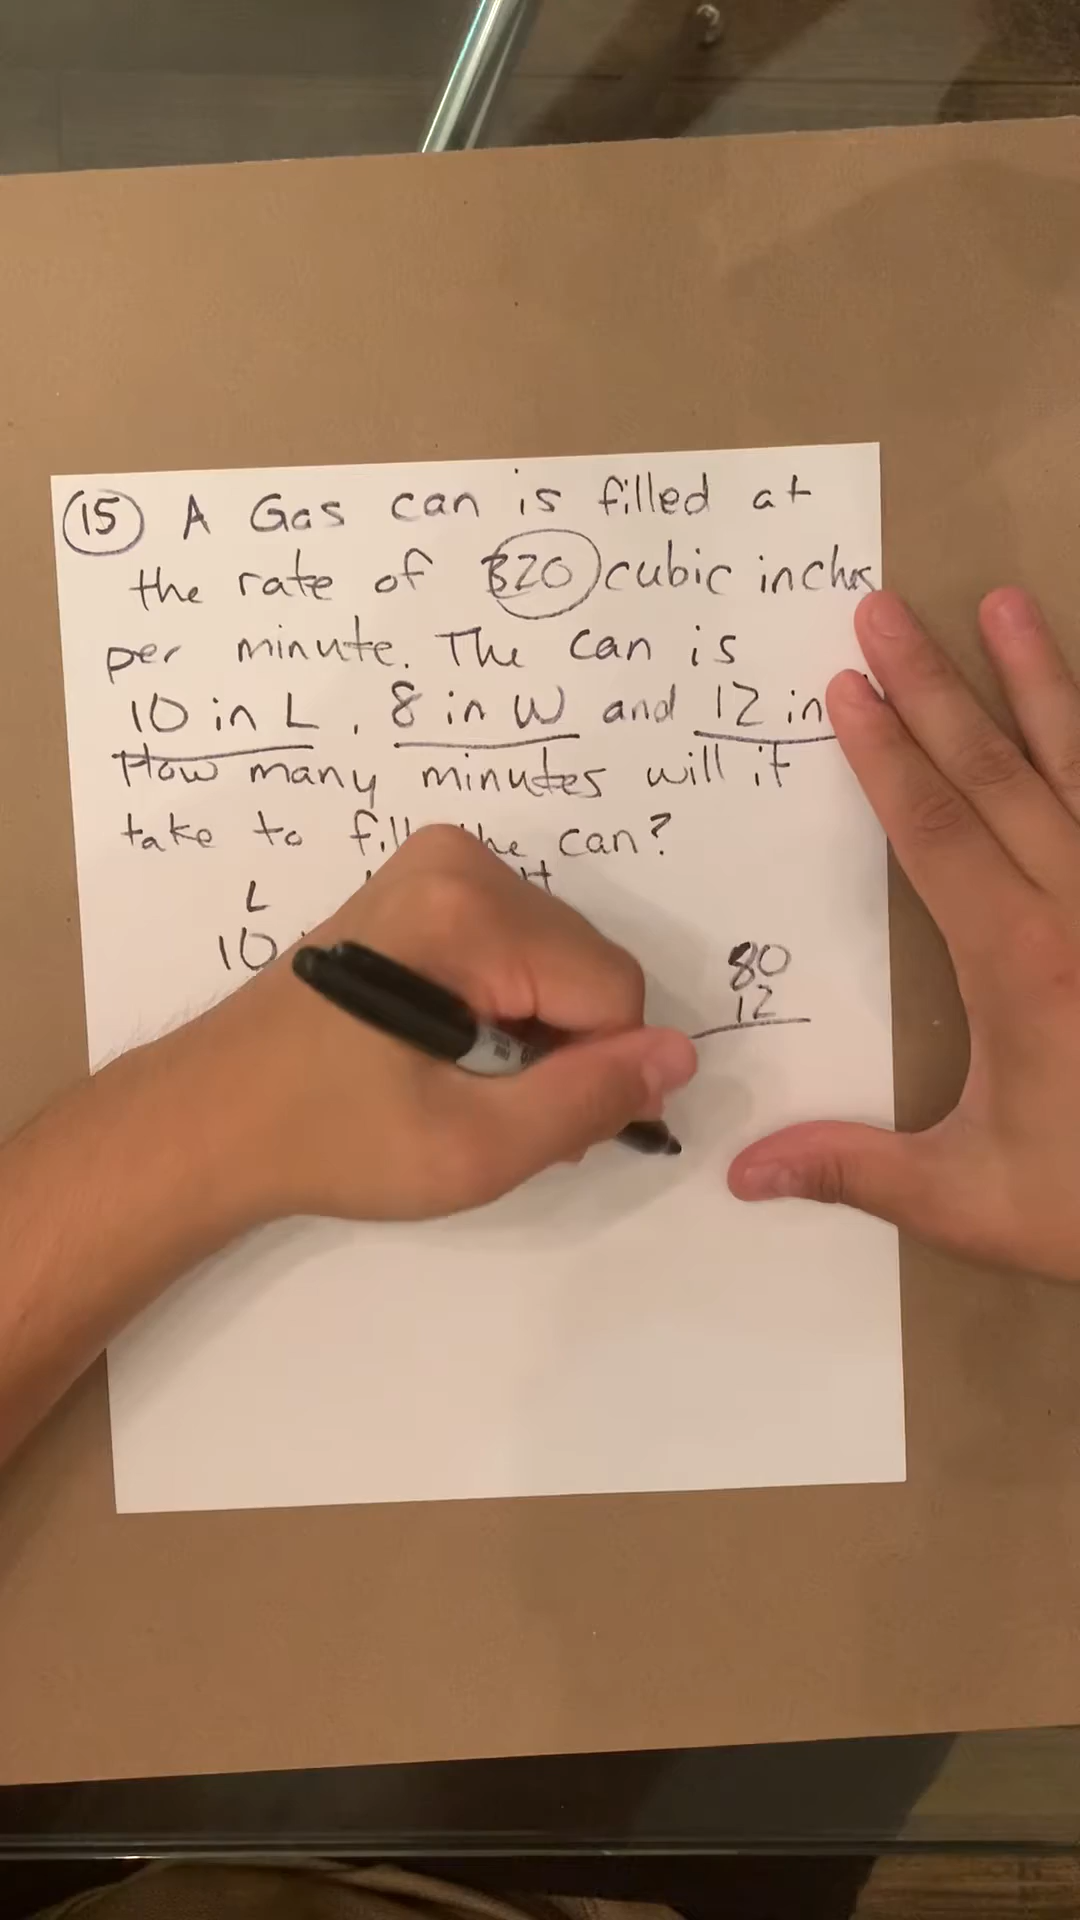 15 A Gas can is filled at
the rate of 320 cubic inches
per minute. The can is
10 in L, 8 in W and 12 in
How many minutes will it
take to fill the can?
L
10
80
12